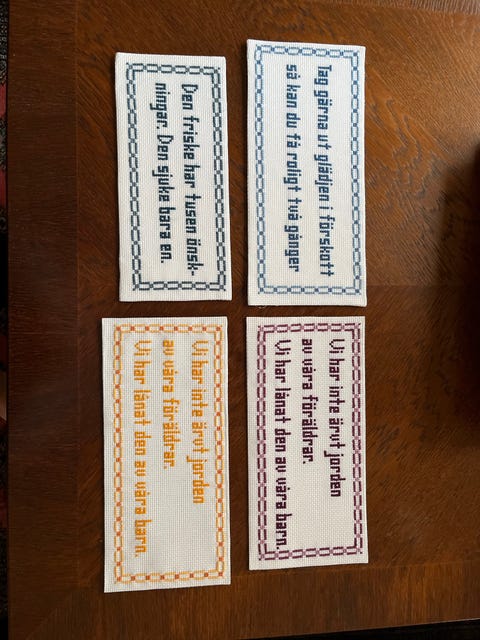 Tag gärna ut glädjen i förskott
så kan du få roligt två gånger
Den friske har tusen önsk-
ningar. Den sjuke bara en.
Vi har inte ärvt jorden
av våra föräldrar.
Vi har lånat den av våra barn.
Vi har inte ärvt jorden
av våra föräldrar.
Vi har lånat den av våra barn.